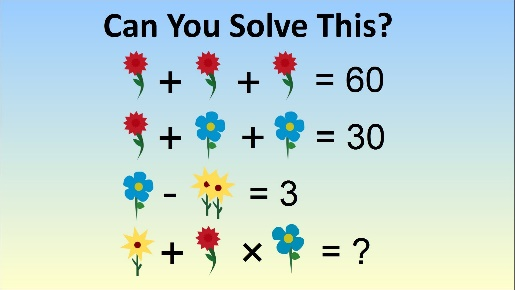 Can You Solve This?
+ + = 60
+ + = 30
- = 3
+ × = ?